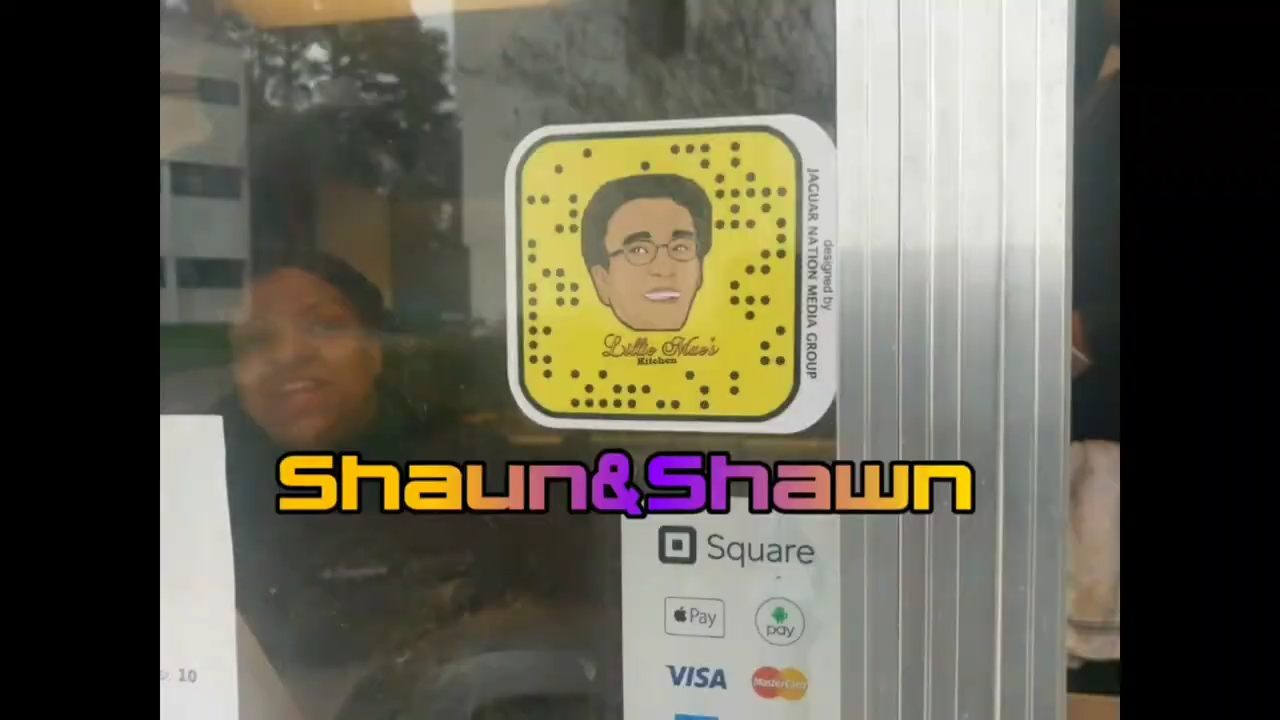 Lillie Mae's
Kitchen
designed by
JAGUAR NATION MEDIA GROUP
Shaun&Shawn
Square
Pay
pay
VISA
MasterCard
10